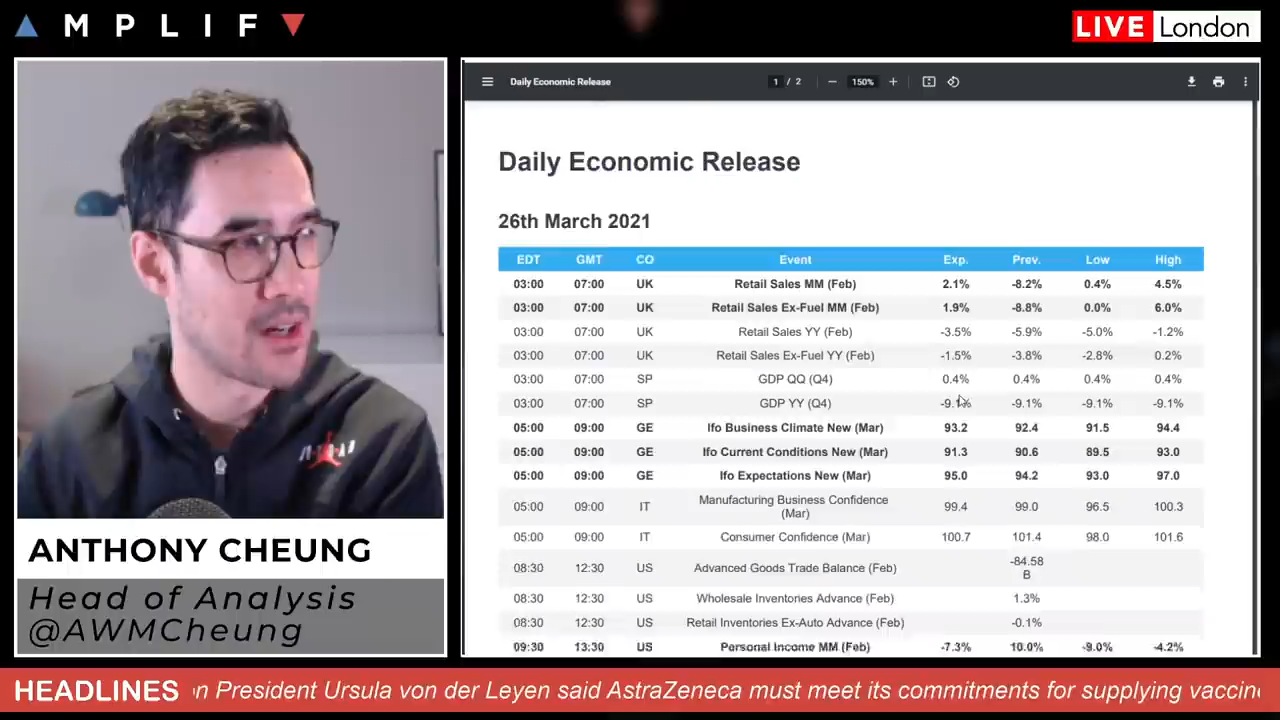 MPLIF
LIVE London
Daily Economic Release
1 / 2
150%
Daily Economic Release
26th March 2021
EDT GMT CO Event Exp. Prev. Low High
03:00 07:00 UK Retail Sales MM (Feb) 2.1% -8.2% 0.4% 4.5%
03:00 07:00 UK Retail Sales Ex-Fuel MM (Feb) 1.9% -8.8% 0.0% 6.0%
03:00 07:00 UK Retail Sales YY (Feb) -3.5% -5.9% -5.0% -1.2%
03:00 07:00 UK Retail Sales Ex-Fuel YY (Feb) -1.5% -3.8% -2.8% 0.2%
03:00 07:00 SP GDP QQ (Q4) 0.4% 0.4% 0.4% 0.4%
03:00 07:00 SP GDP YY (Q4) -9.1% -9.1% -9.1% -9.1%
05:00 09:00 GE Ifo Business Climate New (Mar) 93.2 92.4 91.5 94.4
05:00 09:00 GE Ifo Current Conditions New (Mar) 91.3 90.6 89.5 93.0
05:00 09:00 GE Ifo Expectations New (Mar) 95.0 94.2 93.0 97.0
05:00 09:00 IT Manufacturing Business Confidence (Mar) 99.4 99.0 96.5 100.3
05:00 09:00 IT Consumer Confidence (Mar) 100.7 101.4 98.0 101.6
08:30 12:30 US Advanced Goods Trade Balance (Feb) -84.58 B
08:30 12:30 US Wholesale Inventories Advance (Feb) 1.3%
08:30 12:30 US Retail Inventories Ex-Auto Advance (Feb) -0.1%
09:30 13:30 US Personal Income MM (Feb) -7.3% 10.0% -9.0% -4.2%
ANTHONY CHEUNG
Head of Analysis
@AWMCheung
HEADLINES n President Ursula von der Leyen said AstraZeneca must meet its commitments for supplying vaccin